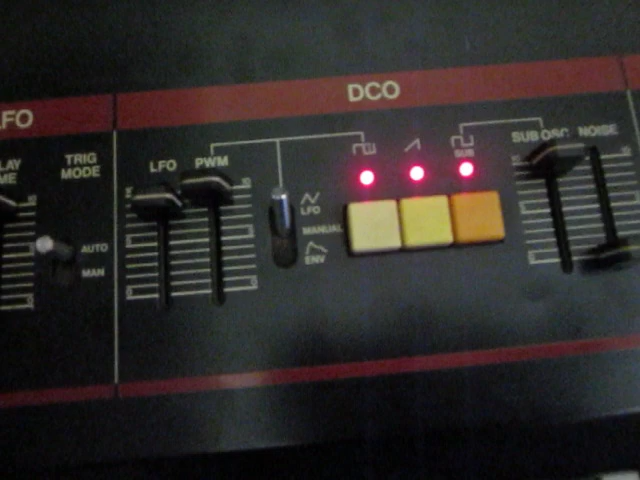 DCO
LFO
LAY
ME
TRIG
MODE
AUTO
MAN
LFO PWM
LFO
MANUAL
ENV
SUB
SUB OSC NOISE